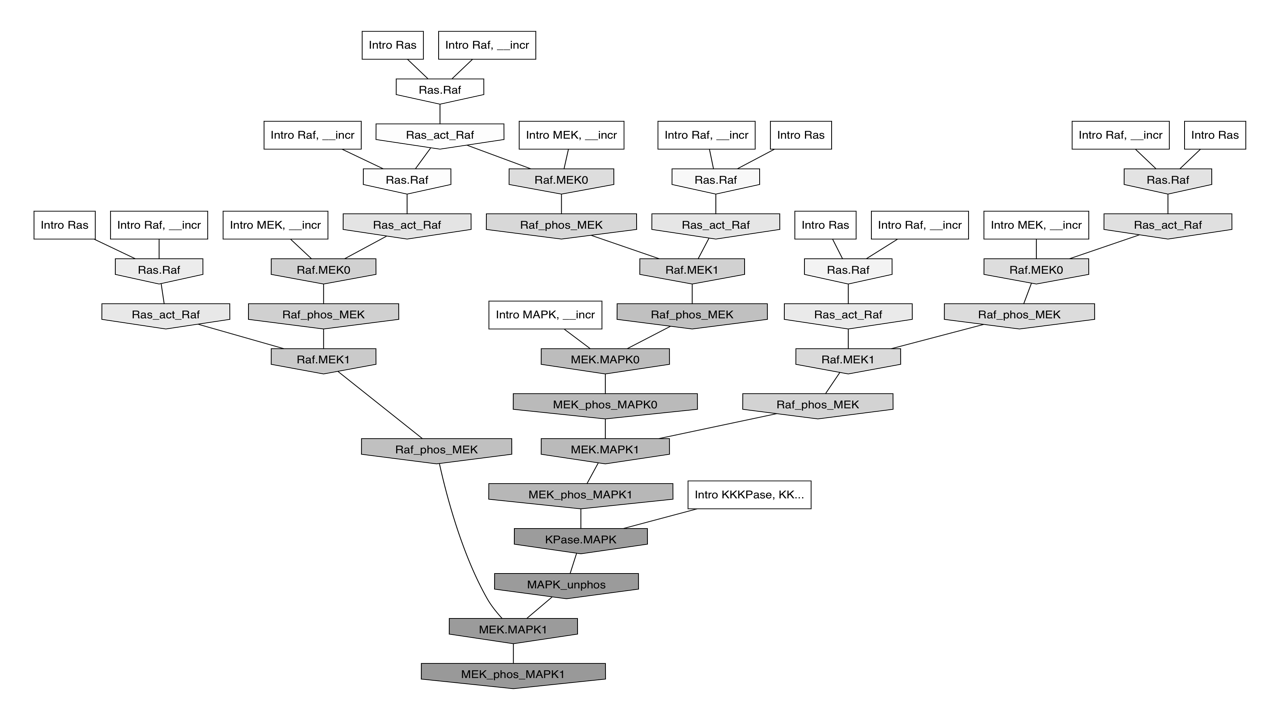 Intro Ras
Intro Raf, __incr
Ras.Raf
Intro Raf, __incr
Ras_act_Raf
Intro MEK, __incr
Intro Raf, __incr
Intro Ras
Intro Raf, __incr
Intro Ras
Ras.Raf
Raf.MEK0
Ras.Raf
Ras.Raf
Intro Ras
Intro Raf, __incr
Intro MEK, __incr
Ras_act_Raf
Raf_phos_MEK
Ras_act_Raf
Intro Ras
Intro Raf, __incr
Intro MEK, __incr
Ras_act_Raf
Ras.Raf
Raf.MEK0
Raf.MEK1
Ras.Raf
Raf.MEK0
Ras_act_Raf
Raf_phos_MEK
Intro MAPK, __incr
Raf_phos_MEK
Ras_act_Raf
Raf_phos_MEK
Raf.MEK1
MEK.MAPK0
Raf.MEK1
MEK_phos_MAPK0
Raf_phos_MEK
Raf_phos_MEK
MEK.MAPK1
MEK_phos_MAPK1
Intro KKKPase, KK...
KPase.MAPK
MAPK_unphos
MEK.MAPK1
MEK_phos_MAPK1